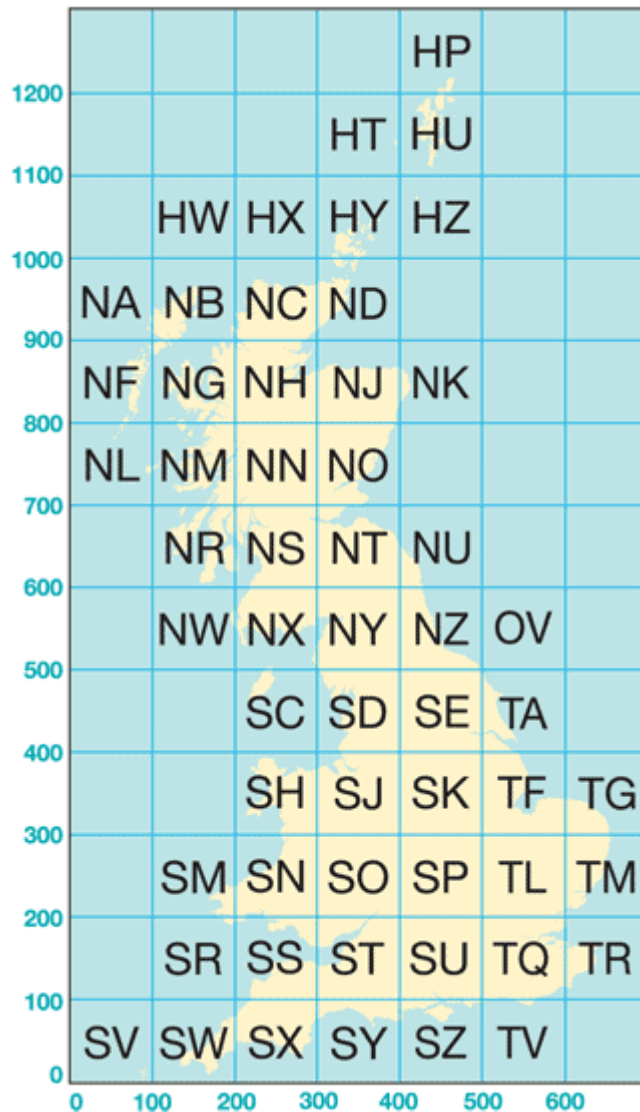 HP
1200
HT HU
1100
HW HX HY HZ
1000
NA NB NC ND
900
NF NG NH NJ NK
800
NL NM NN NO
700
NR NS NT NU
600
NW NX NY NZ OV
500
SC SD SE TA
400
SH SJ SK TF TG
300
SM SN SO SP TL TM
200
SR SS ST SU TQ TR
100
SV SW SX SY SZ TV
0
0 100 200 300 400 500 600